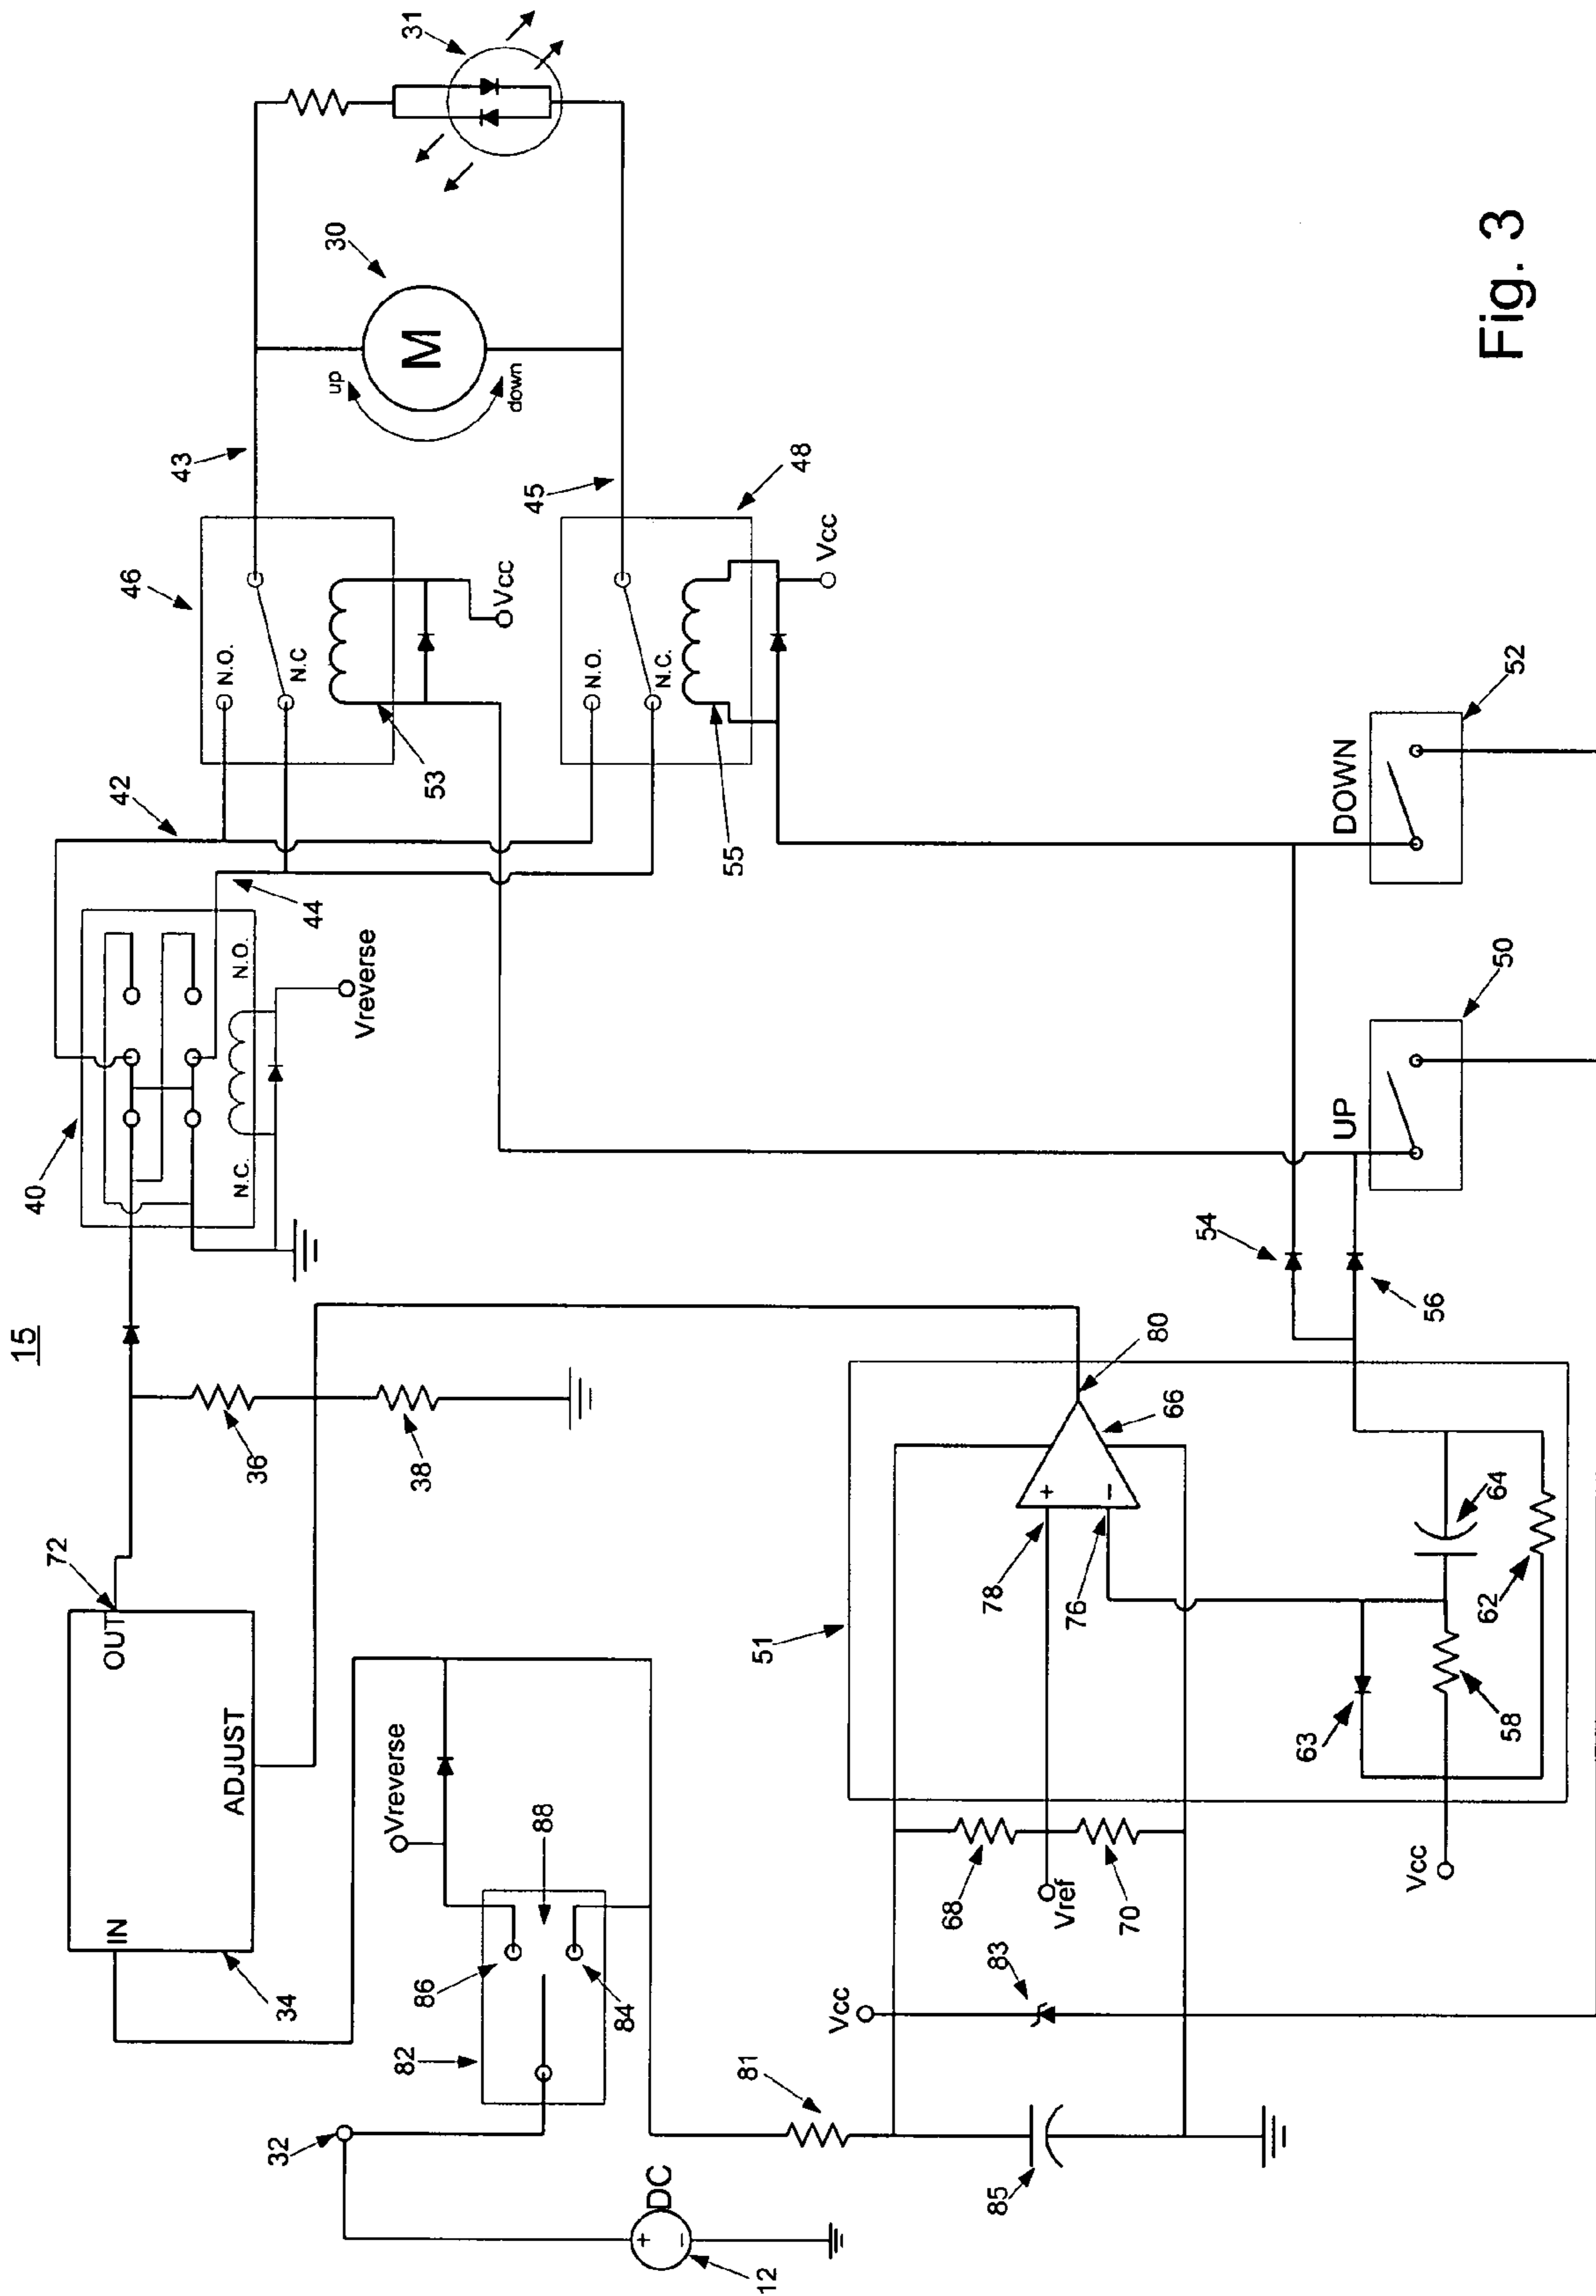 15
72
OUT
IN
ADJUST
34
36
38
40
N.C.
N.O.
Vreverse
42
44
46
N.O.
N.C
53
Vcc
43
30
M
up
down
31
45
48
N.O.
N.C.
55
Vcc
32
82
86
84
88
Vreverse
DC
+
−
12
81
85
Vcc
83
68
Vref
70
51
78
76
+
−
66
80
Vcc
63
58
62
64
54
56
UP
50
DOWN
52
Fig. 3